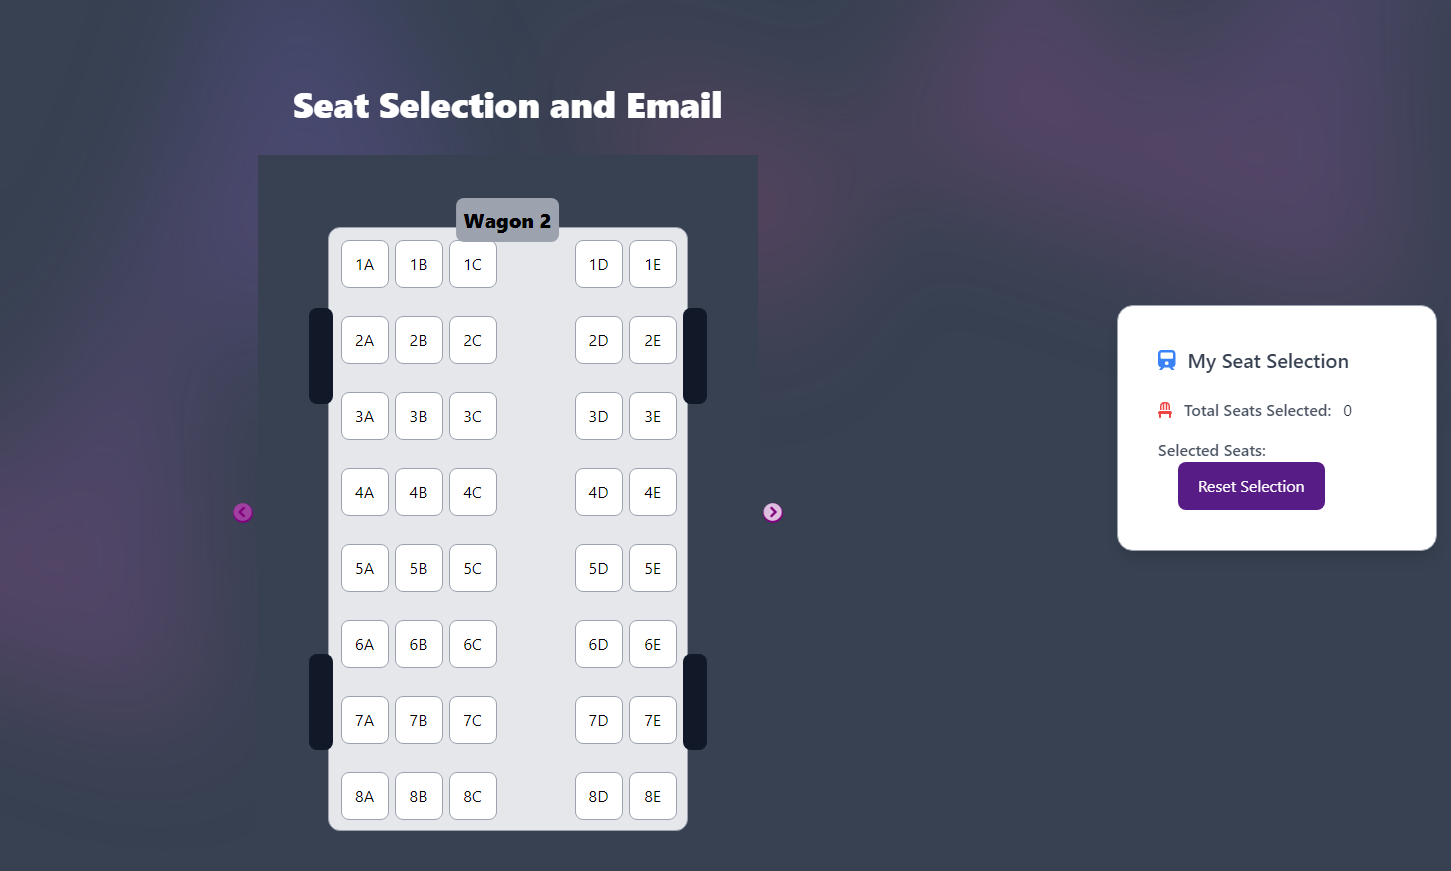 Seat Selection and Email
Wagon 2
1A 1B 1C 1D 1E
2A 2B 2C 2D 2E
3A 3B 3C 3D 3E
4A 4B 4C 4D 4E
5A 5B 5C 5D 5E
6A 6B 6C 6D 6E
7A 7B 7C 7D 7E
8A 8B 8C 8D 8E
My Seat Selection
Total Seats Selected: 0
Selected Seats:
Reset Selection